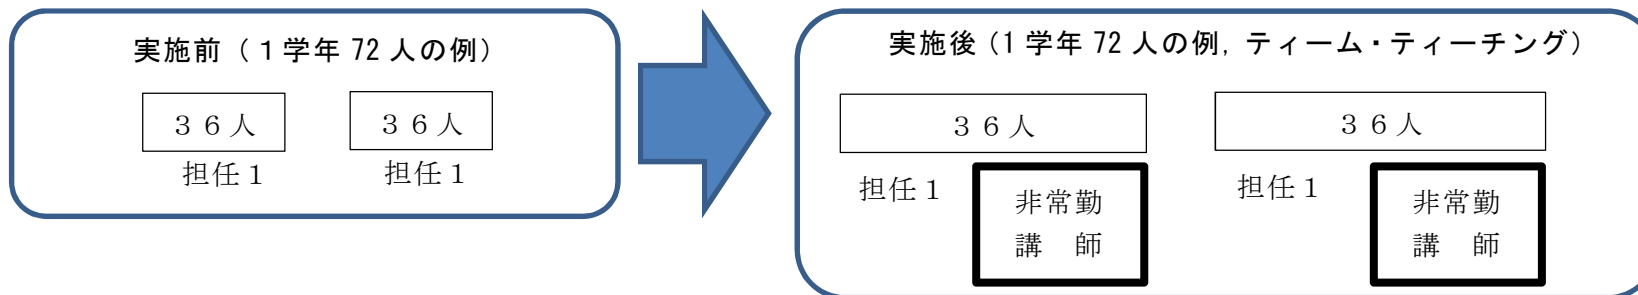 実施前（１学年 72 人の例）
３６人
３６人
担任１
担任１
実施後（1 学年 72 人の例，ティーム・ティーチング）
３６人
３６人
担任１
非常勤
講　師
担任１
非常勤
講　師